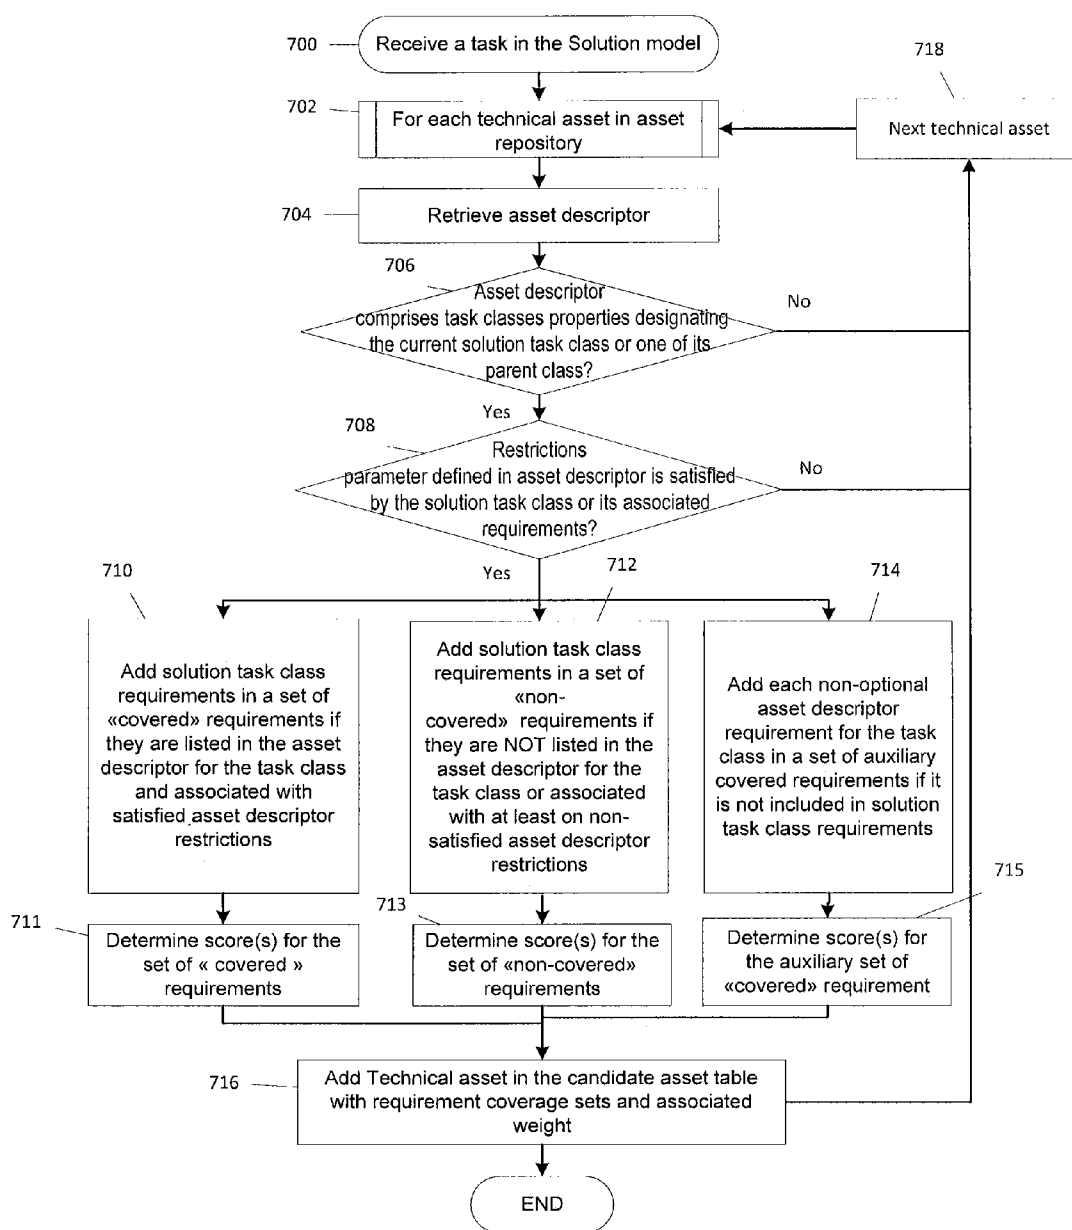 700
Receive a task in the Solution model
718
702
For each technical asset in asset
repository
Next technical asset
704
Retrieve asset descriptor
706
Asset descriptor
comprises task classes properties designating
the current solution task class or one of its
parent class?
No
Yes
708
Restrictions
parameter defined in asset descriptor is satisfied
by the solution task class or its associated
requirements?
No
Yes
710
712
714
Add solution task class
requirements in a set of
«covered» requirements if
they are listed in the asset
descriptor for the task class
and associated with
satisfied asset descriptor
restrictions
Add solution task class
requirements in a set of
«non-
covered» requirements if
they are NOT listed in the
asset descriptor for the
task class or associated
with at least on non-
satisfied asset descriptor
restrictions
Add each non-optional
asset descriptor
requirement for the task
class in a set of auxiliary
covered requirements if it
is not included in solution
task class requirements
711
713
715
Determine score(s) for the
set of « covered »
requirements
Determine score(s) for the
set of «non-covered»
requirements
Determine score(s) for
the auxiliary set of
«covered» requirement
716
Add Technical asset in the candidate asset table
with requirement coverage sets and associated
weight
END